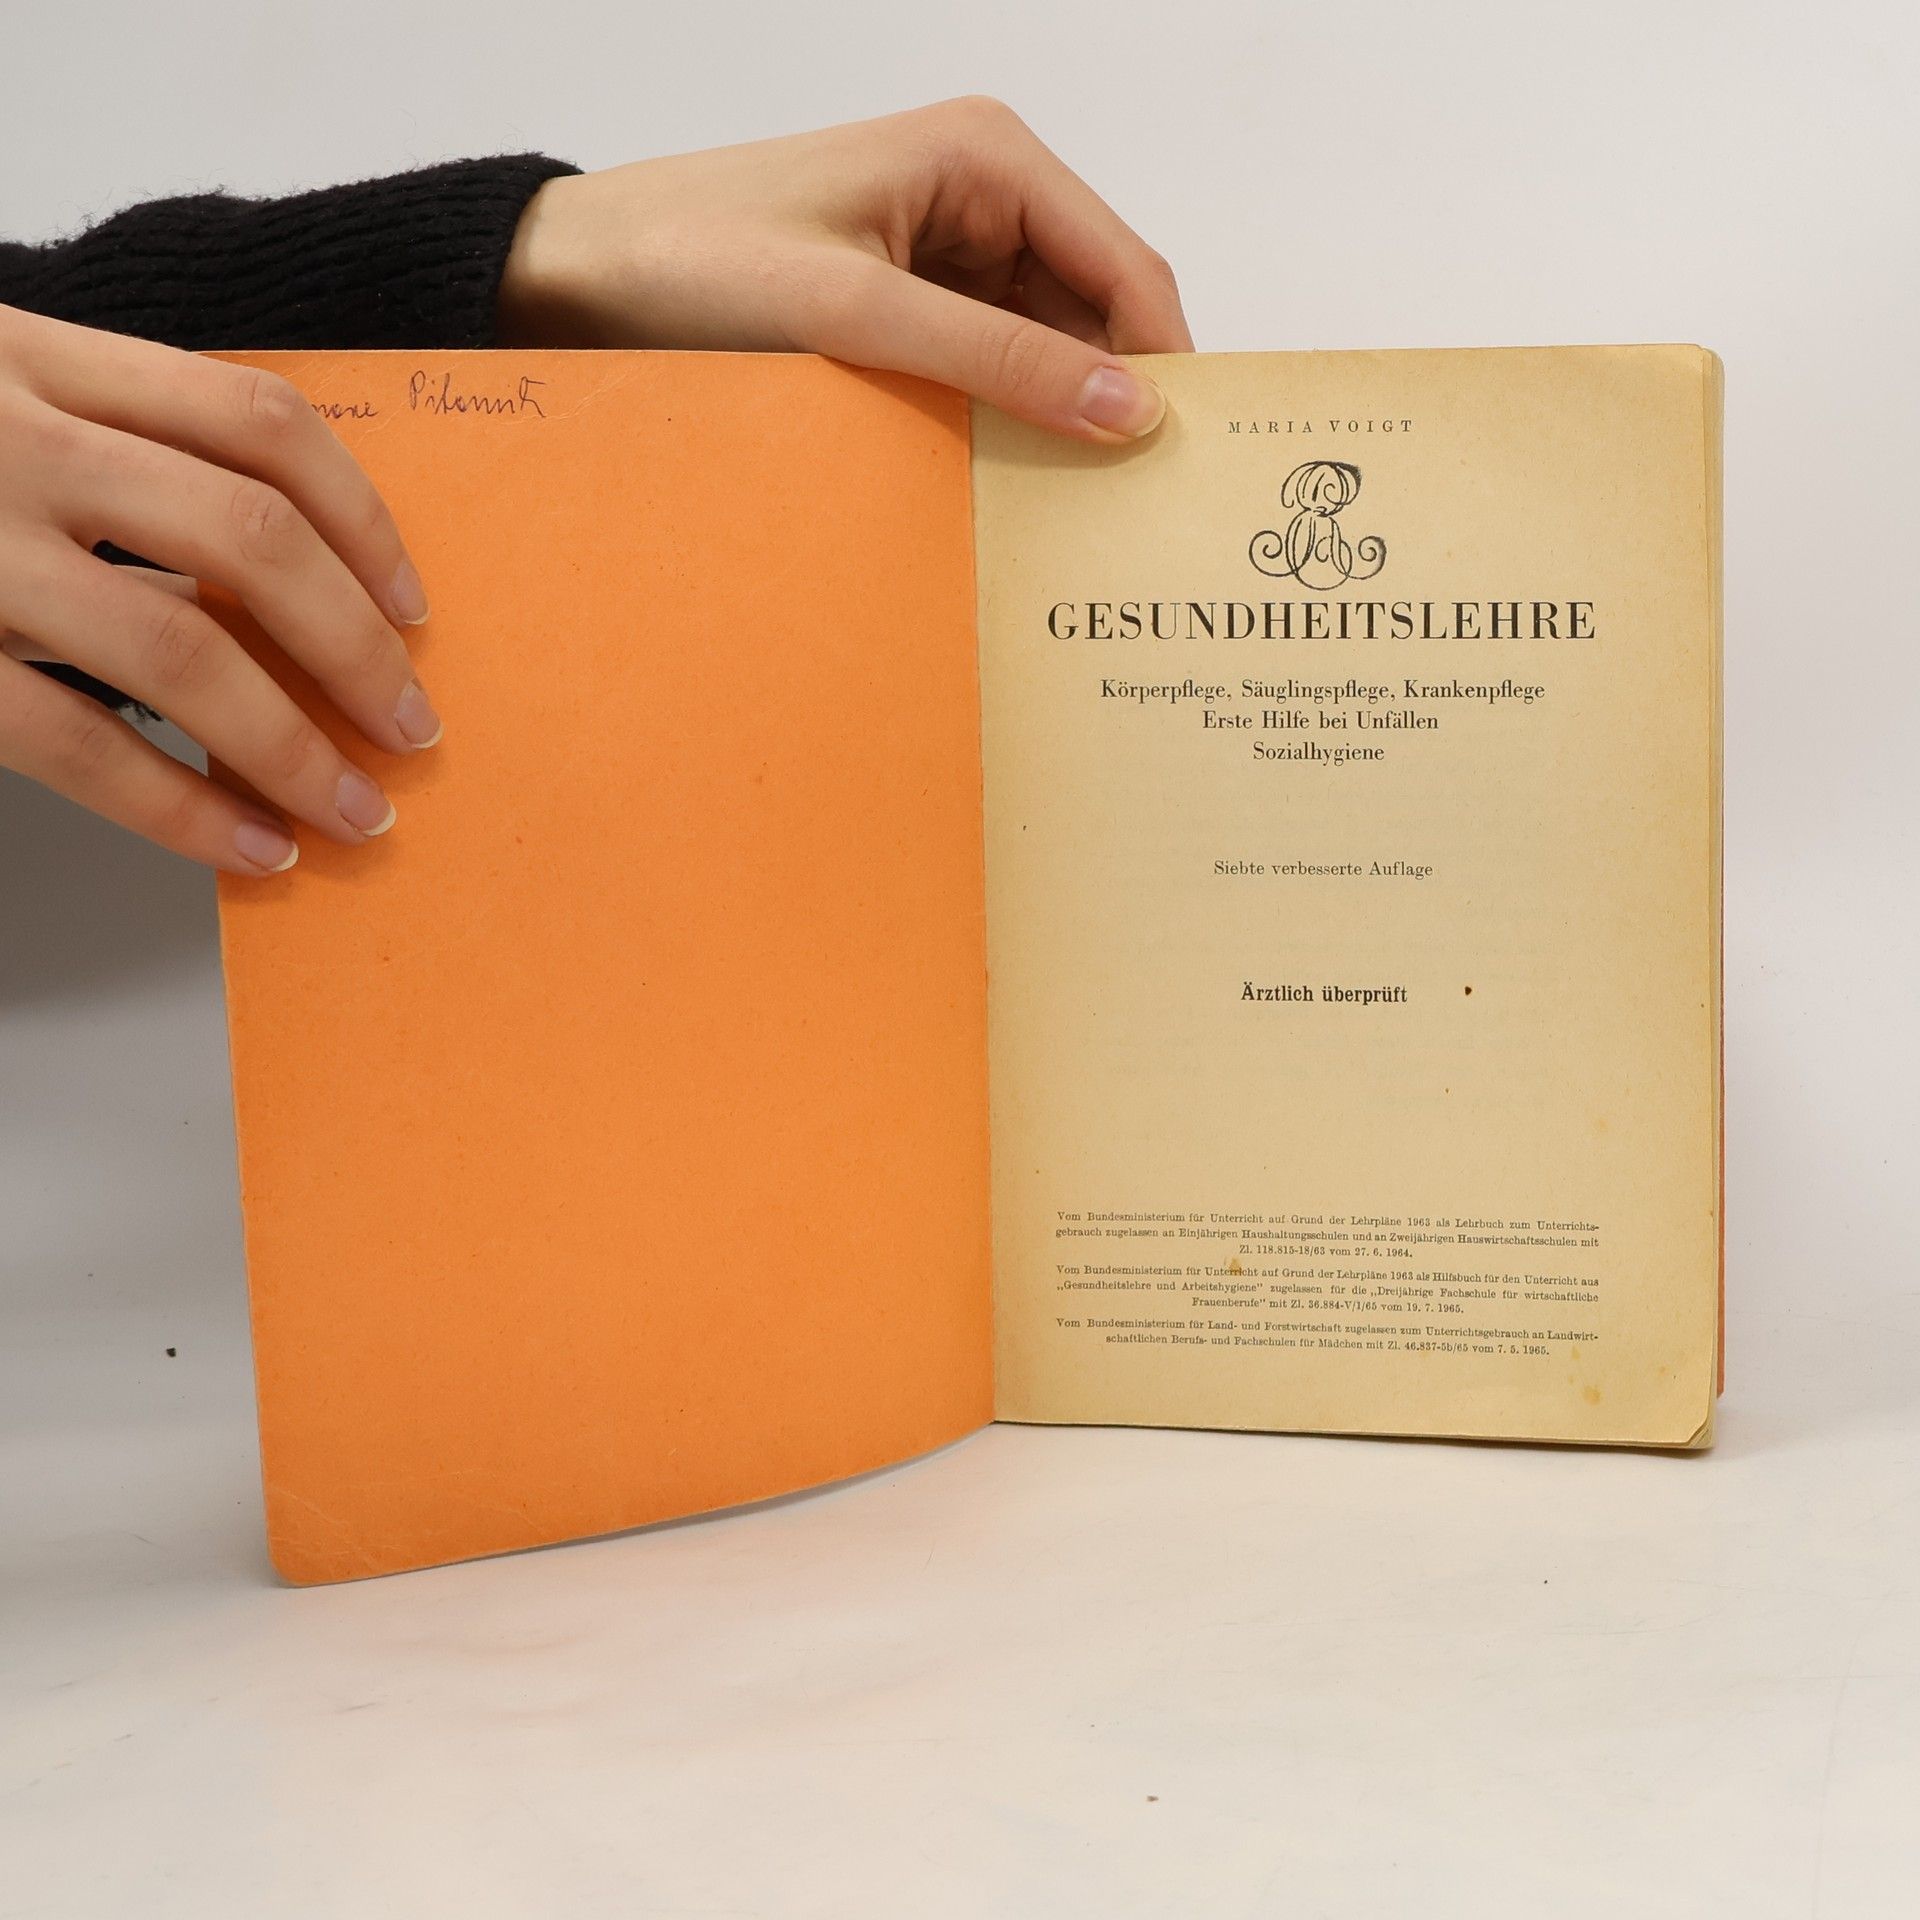 MARIA VOIGT
GESUNDHEITSLEHRE
Körperpflege, Säuglingspflege, Krankenpflege
Erste Hilfe bei Unfällen
Sozialhygiene
Siebte verbesserte Auflage
Ärztlich überprüft
Vom Bundesministerium für Unterricht auf Grund der Lehrpläne 1963 als Lehrbuch zum Unterrichts-
gebrauch zugelassen an Einjährigen Haushaltungsschulen und an Zweijährigen Hauswirtschaftsschulen mit
Zl. 118.815-18/63 vom 27. 6. 1964.
Vom Bundesministerium für Unterricht auf Grund der Lehrpläne 1963 als Hilfsbuch für den Unterricht aus
„Gesundheitslehre und Arbeitshygiene" zugelassen für die „Dreijährige Fachschule für wirtschaftliche
Frauenberufe" mit Zl. 36.884-V/1/65 vom 19. 7. 1965.
Vom Bundesministerium für Land- und Forstwirtschaft zugelassen zum Unterrichtsgebrauch an Landwirt-
schaftlichen Berufs- und Fachschulen für Mädchen mit Zl. 46.837-5b/65 vom 7. 5. 1965.